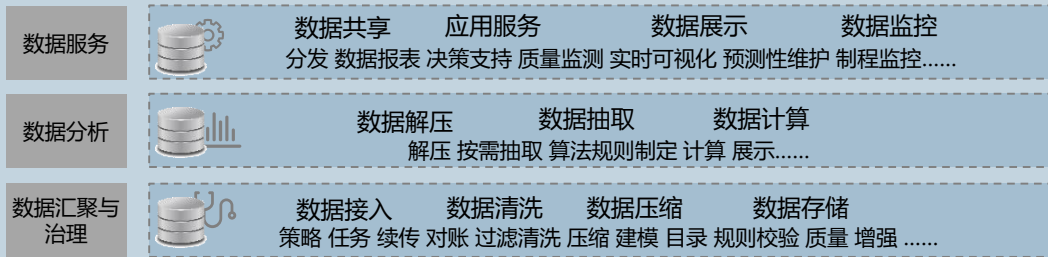 数据服务
数据共享 应用服务 数据展示 数据监控
分发 数据报表 决策支持 质量监测 实时可视化 预测性维护 制程监控......
数据分析
数据解压 数据抽取 数据计算
解压 按需抽取 算法规则制定 计算 展示......
数据汇聚与
治理
数据接入 数据清洗 数据压缩 数据存储
策略 任务 续传 对账 过滤清洗 压缩 建模 目录 规则校验 质量 增强 ......